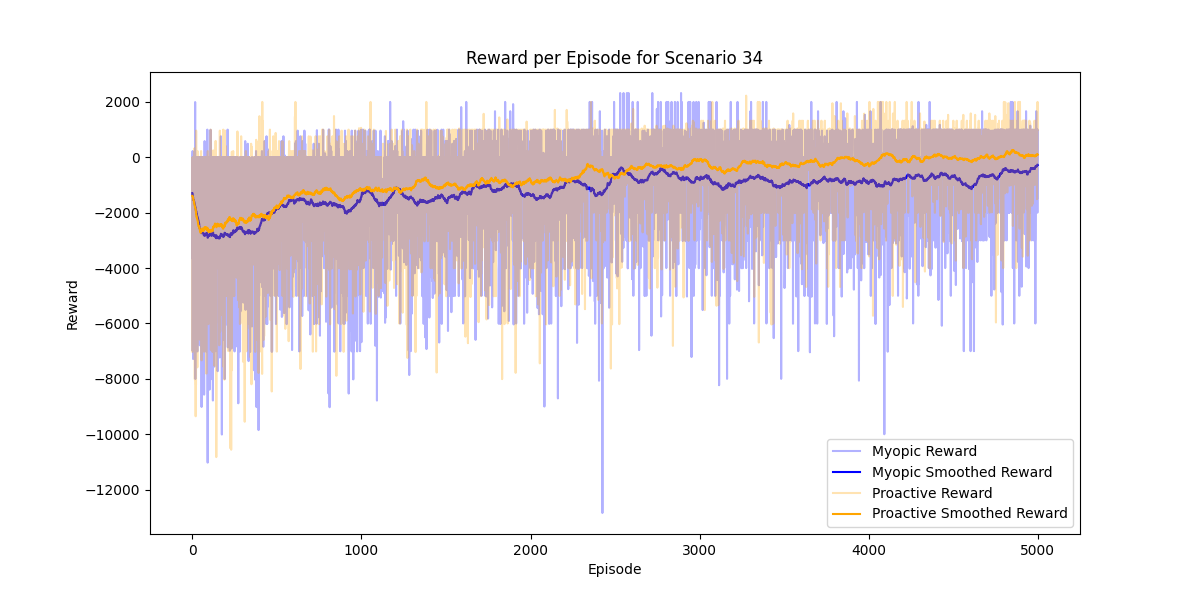 Reward per Episode for Scenario 34
2000
0
−2000
−4000
−6000
−8000
−10000
−12000
Reward
0 1000 2000 3000 4000 5000
Episode
Myopic Reward
Myopic Smoothed Reward
Proactive Reward
Proactive Smoothed Reward